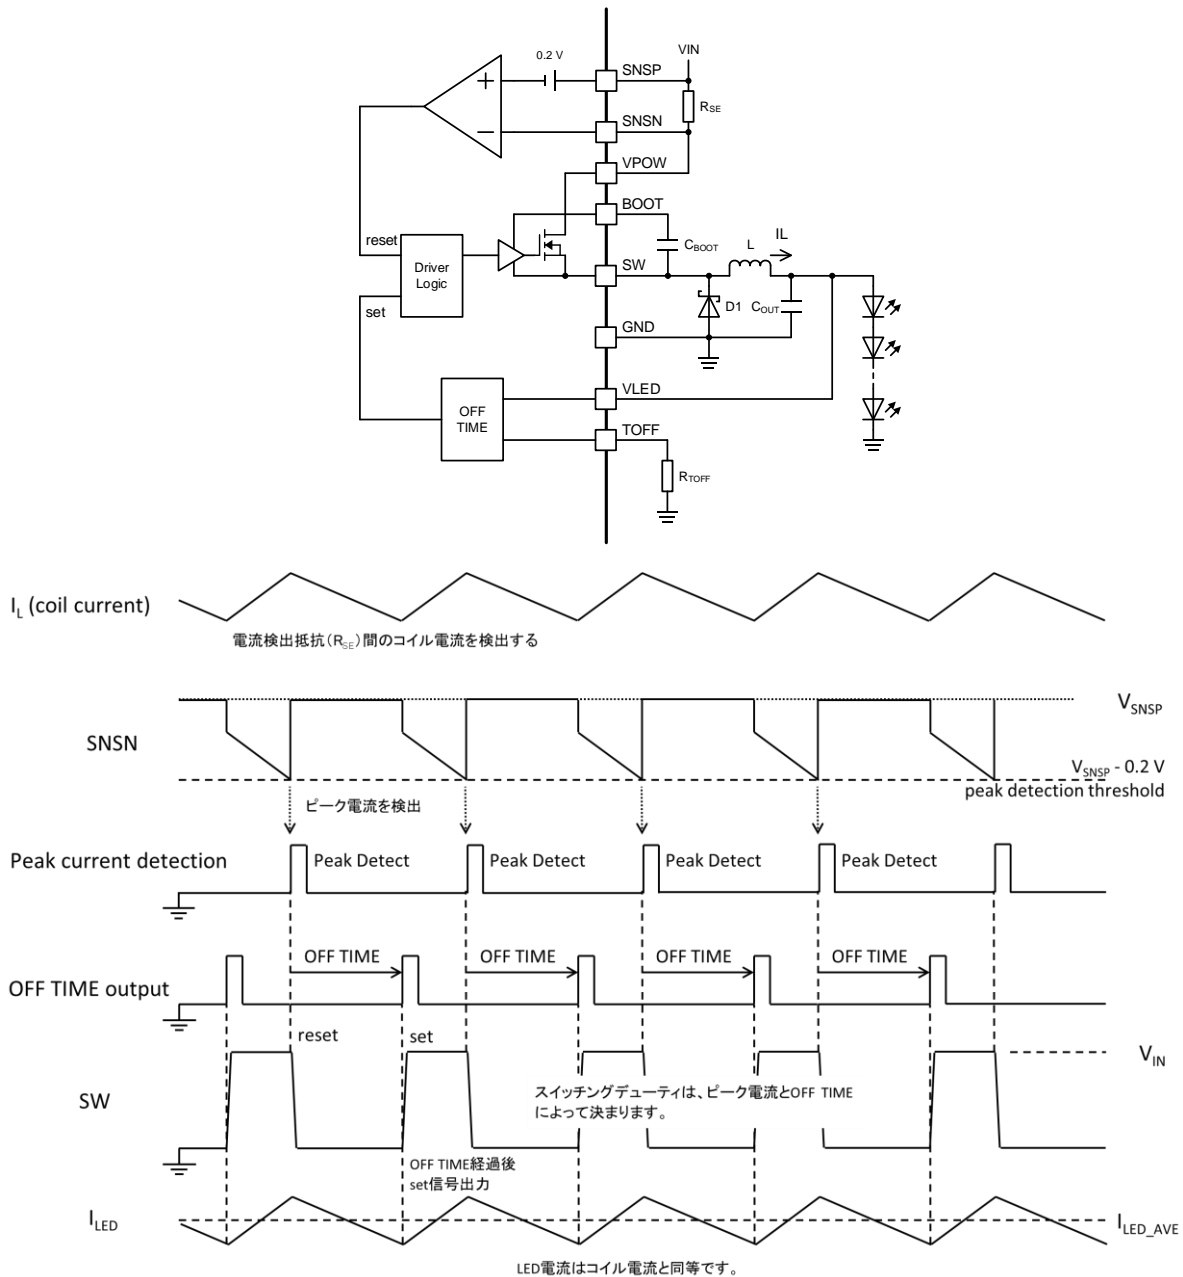 0.2 V
SNSP
VIN
RSE
SNSN
VPOW
BOOT
reset
Driver
Logic
CBOOT
L
IL
SW
set
D1
COUT
GND
VLED
OFF
TIME
TOFF
RTOFF
IL (coil current)
電流検出抵抗(RSE)間のコイル電流を検出する
VSNSP
SNSN
VSNSP - 0.2 V
peak detection threshold
ピーク電流を検出
Peak current detection
Peak Detect
Peak Detect
Peak Detect
Peak Detect
OFF TIME
OFF TIME
OFF TIME
OFF TIME
OFF TIME output
reset
set
VIN
SW
スイッチングデューティは、ピーク電流とOFF TIME
によって決まります。
OFF TIME経過後
set信号出力
ILED
ILED_AVE
LED電流はコイル電流と同等です。